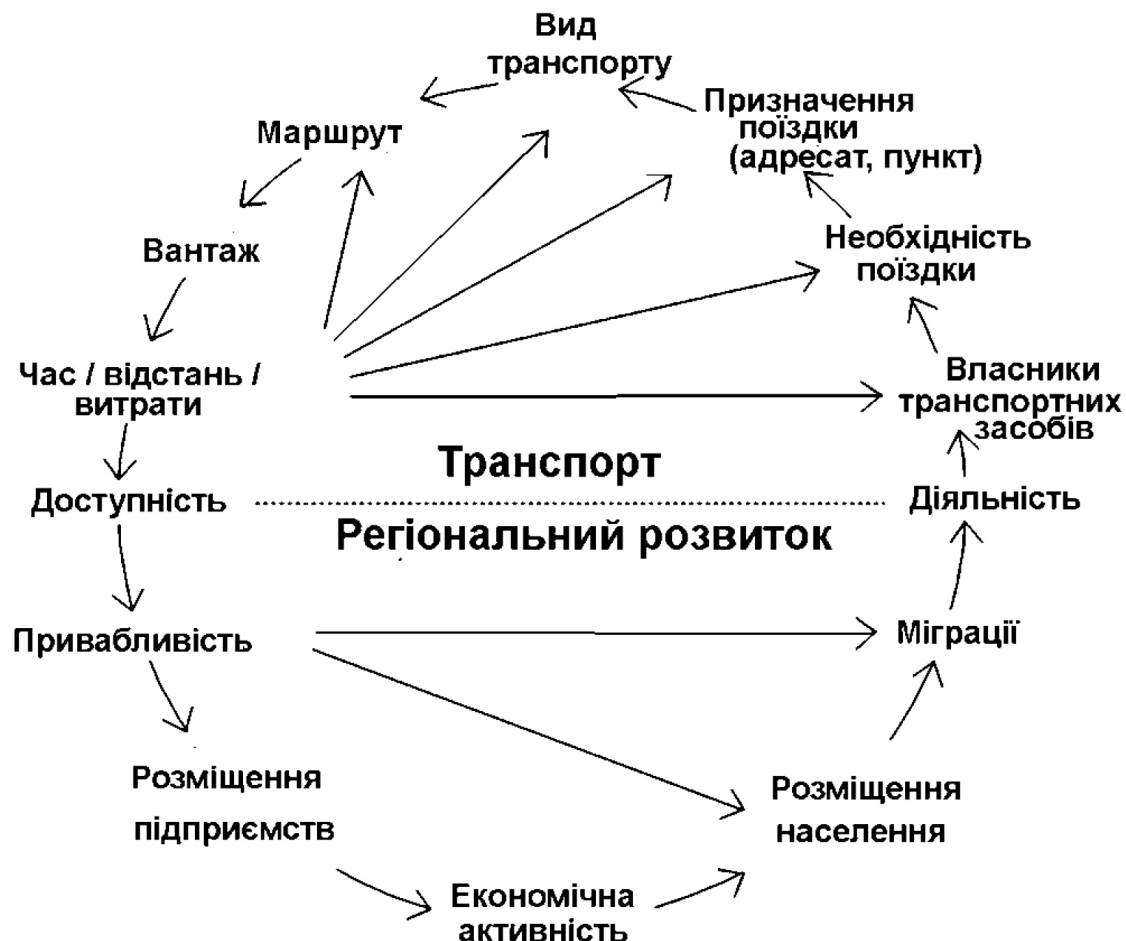 Вид
транспорту
Призначення
поїздки
(адресат, пункт)
Маршрут
Необхідність
поїздки
Вантаж
Час / відстань /
витрати
Власники
транспортних
засобів
Транспорт
Доступність
Діяльність
Регіональний розвиток
Привабливість
Міграції
Розміщення
підприємств
Розміщення
населення
Економічна
активність